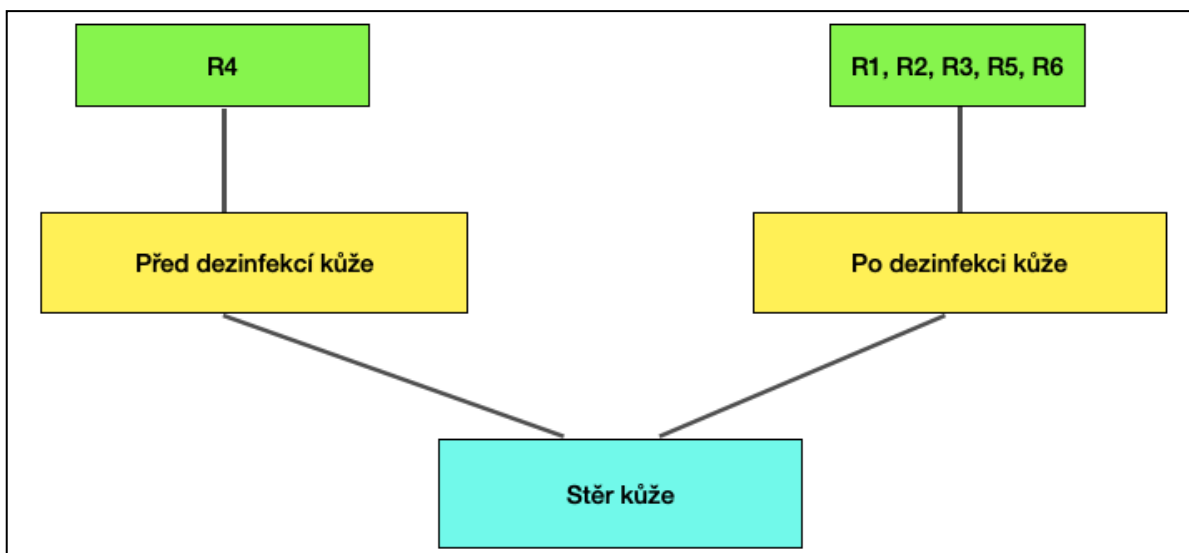 R4
R1, R2, R3, R5, R6
Před dezinfekcí kůže
Po dezinfekci kůže
Stěr kůže